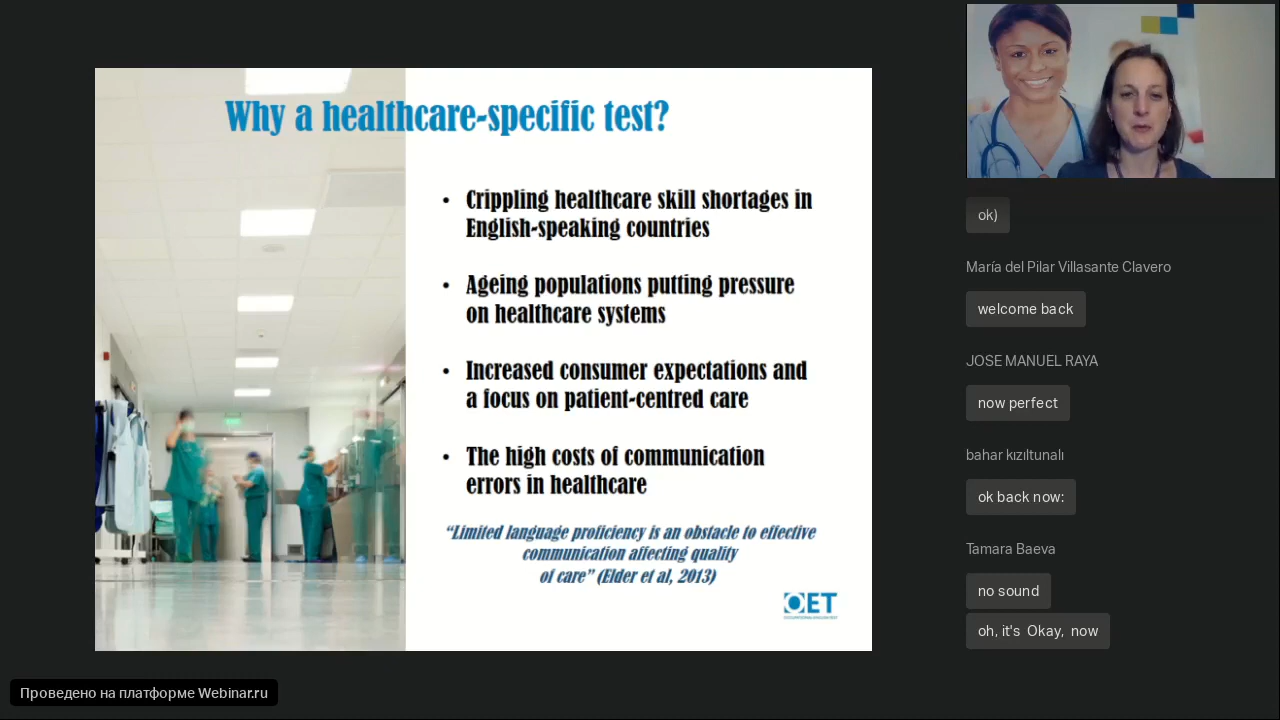 Why a healthcare-specific test?
• Crippling healthcare skill shortages in
English-speaking countries
• Ageing populations putting pressure
on healthcare systems
• Increased consumer expectations and
a focus on patient-centred care
• The high costs of communication
errors in healthcare
“Limited language proficiency is an obstacle to effective
communication affecting quality
of care” (Elder et al, 2013)
OET
ok)
María del Pilar Villasante Clavero
welcome back
JOSE MANUEL RAYA
now perfect
bahar kızıltunalı
ok back now:
Tamara Baeva
no sound
oh, it's Okay, now
Проведено на платформе Webinar.ru